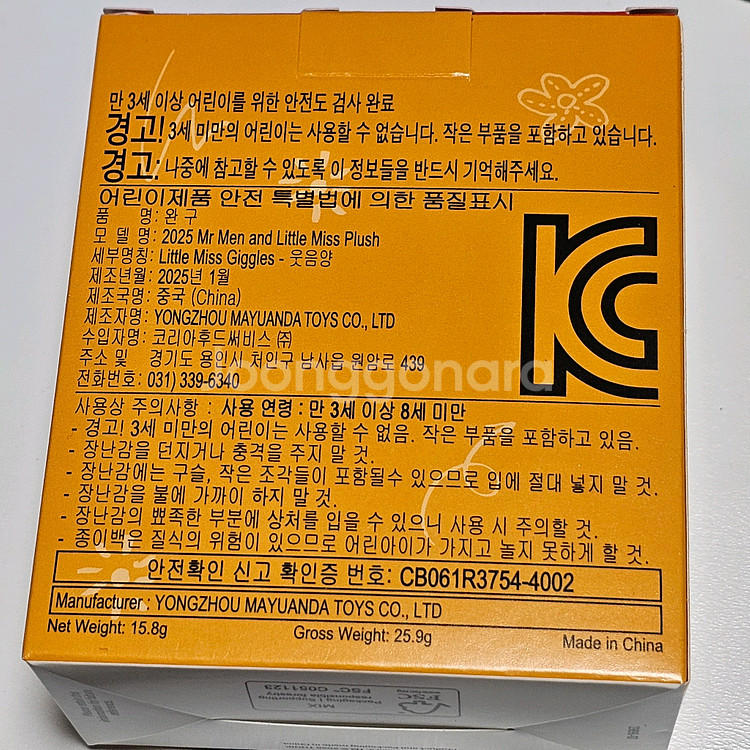 만 3세 이상 어린이를 위한 안전도 검사 완료
경고! 3세 미만의 어린이는 사용할 수 없습니다. 작은 부품을 포함하고 있습니다.
경고: 나중에 참고할 수 있도록 이 정보들을 반드시 기억해주세요.
어린이제품 안전 특별법에 의한 품질표시
품 명: 완 구
모 델 명: 2025 Mr Men and Little Miss Plush
세부명칭: Little Miss Giggles - 웃음양
제조년월: 2025년 1월
제조국명: 중국 (China)
제조자명: YONGZHOU MAYUANDA TOYS CO., LTD
수입자명: 코리아후드써비스 ㈜
주소 및 경기도 용인시 처인구 남사읍 원암로 439
전화번호: 031) 339-6340
joonggonara
사용상 주의사항 : 사용 연령 : 만 3세 이상 8세 미만
- 경고! 3세 미만의 어린이는 사용할 수 없음. 작은 부품을 포함하고 있음.
- 장난감을 던지거나 충격을 주지 말 것.
- 장난감에는 구슬, 작은 조각들이 포함될수 있으므로 입에 절대 넣지 말 것.
- 장난감을 불에 가까이 하지 말 것.
- 장난감의 뾰족한 부분에 상처를 입을 수 있으니 사용 시 주의할 것.
- 종이백은 질식의 위험이 있으므로 어린아이가 가지고 놀지 못하게 할 것.
안전확인 신고 확인증 번호: CB061R3754-4002
Manufacturer : YONGZHOU MAYUANDA TOYS CO., LTD
Net Weight: 15.8g Gross Weight: 25.9g Made in China
MIX
Packaging | Supporting
responsible forestry
FSC™ C051123
FSC